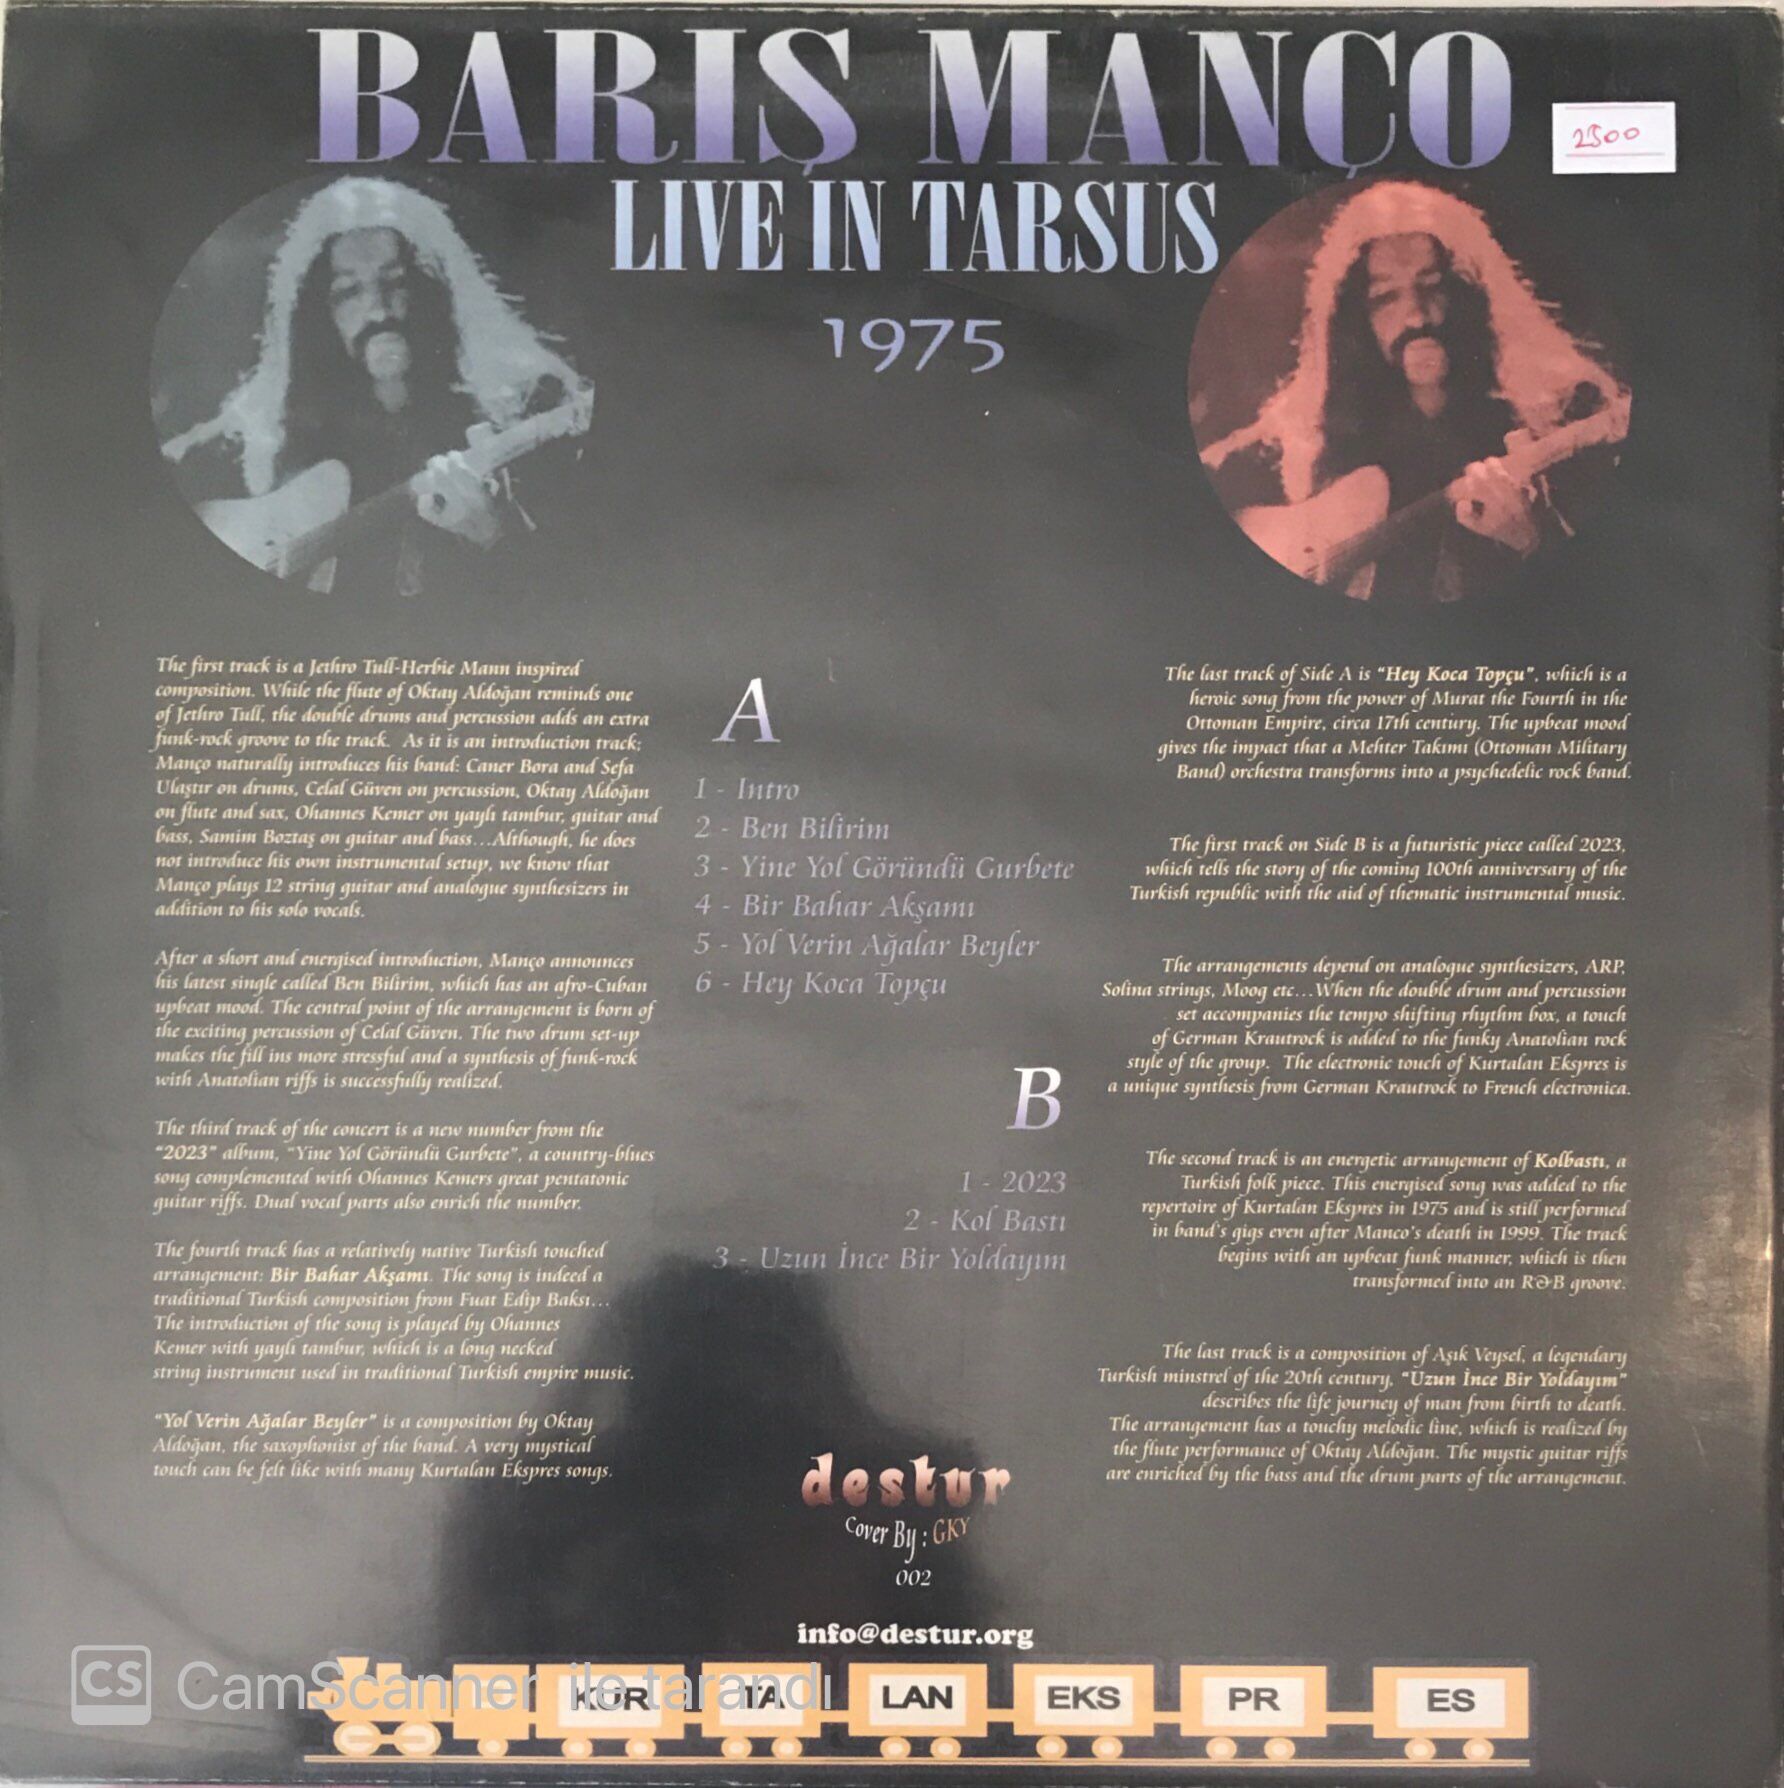 BARIŞ MANÇO
2500
LIVE IN TARSUS
1975
The first track is a Jethro Tull-Herbie Mann inspired
composition. While the flute of Oktay Aldoğan reminds one
of Jethro Tull, the double drums and percussion adds an extra
funk-rock groove to the track. As it is an introduction track;
Manço naturally introduces his band: Caner Bora and Sefa
Ulaştır on drums, Celal Güven on percussion, Oktay Aldoğan
on flute and sax, Ohannes Kemer on yaylı tambur, guitar and
bass, Samim Boztaş on guitar and bass...Although, he does
not introduce his own instrumental setup, we know that
Manço plays 12 string guitar and analogue synthesizers in
addition to his solo vocals.
After a short and energised introduction, Manço announces
his latest single called Ben Bilirim, which has an afro-Cuban
upbeat mood. The central point of the arrangement is born of
the exciting percussion of Celal Güven. The two drum set-up
makes the fill ins more stressful and a synthesis of funk-rock
with Anatolian riffs is successfully realized.
The third track of the concert is a new number from the
"2023" album, "Yine Yol Göründü Gurbete", a country-blues
song complemented with Ohannes Kemers great pentatonic
guitar riffs. Dual vocal parts also enrich the number.
The fourth track has a relatively native Turkish touched
arrangement: Bir Bahar Akşamı. The song is indeed a
traditional Turkish composition from Fuat Edip Baksı...
The introduction of the song is played by Ohannes
Kemer with yaylı tambur, which is a long necked
string instrument used in traditional Turkish empire music.
"Yol Verin Ağalar Beyler" is a composition by Oktay
Aldoğan, the saxophonist of the band. A very mystical
touch can be felt like with many Kurtalan Ekspres songs.
A
1 - Intro
2 - Ben Bilirim
3 - Yine Yol Göründü Gurbete
4 - Bir Bahar Akşamı
5 - Yol Verin Ağalar Beyler
6 - Hey Koca Topçu
B
1 - 2023
2 - Kol Bastı
3 - Uzun İnce Bir Yoldayım
The last track of Side A is "Hey Koca Topçu", which is a
heroic song from the power of Murat the Fourth in the
Ottoman Empire, circa 17th century. The upbeat mood
gives the impact that a Mehter Takımı (Ottoman Military
Band) orchestra transforms into a psychedelic rock band.
The first track on Side B is a futuristic piece called 2023,
which tells the story of the coming 100th anniversary of the
Turkish republic with the aid of thematic instrumental music.
The arrangements depend on analogue synthesizers, ARP,
Solina strings, Moog etc...When the double drum and percussion
set accompanies the tempo shifting rhythm box, a touch
of German Krautrock is added to the funky Anatolian rock
style of the group. The electronic touch of Kurtalan Ekspres is
a unique synthesis from German Krautrock to French electronica.
The second track is an energetic arrangement of Kolbastı, a
Turkish folk piece. This energised song was added to the
repertoire of Kurtalan Ekspres in 1975 and is still performed
in band's gigs even after Manco's death in 1999. The track
begins with an upbeat funk manner, which is then
transformed into an R&B groove.
The last track is a composition of Aşık Veysel, a legendary
Turkish minstrel of the 20th century, "Uzun İnce Bir Yoldayım"
describes the life journey of man from birth to death.
The arrangement has a touchy melodic line, which is realized by
the flute performance of Oktay Aldoğan. The mystic guitar riffs
are enriched by the bass and the drum parts of the arrangement.
destur
Cover By : GKY
002
info@destur.org
KUR TA LAN EKS PR ES
CS CamScanner ile tarandı